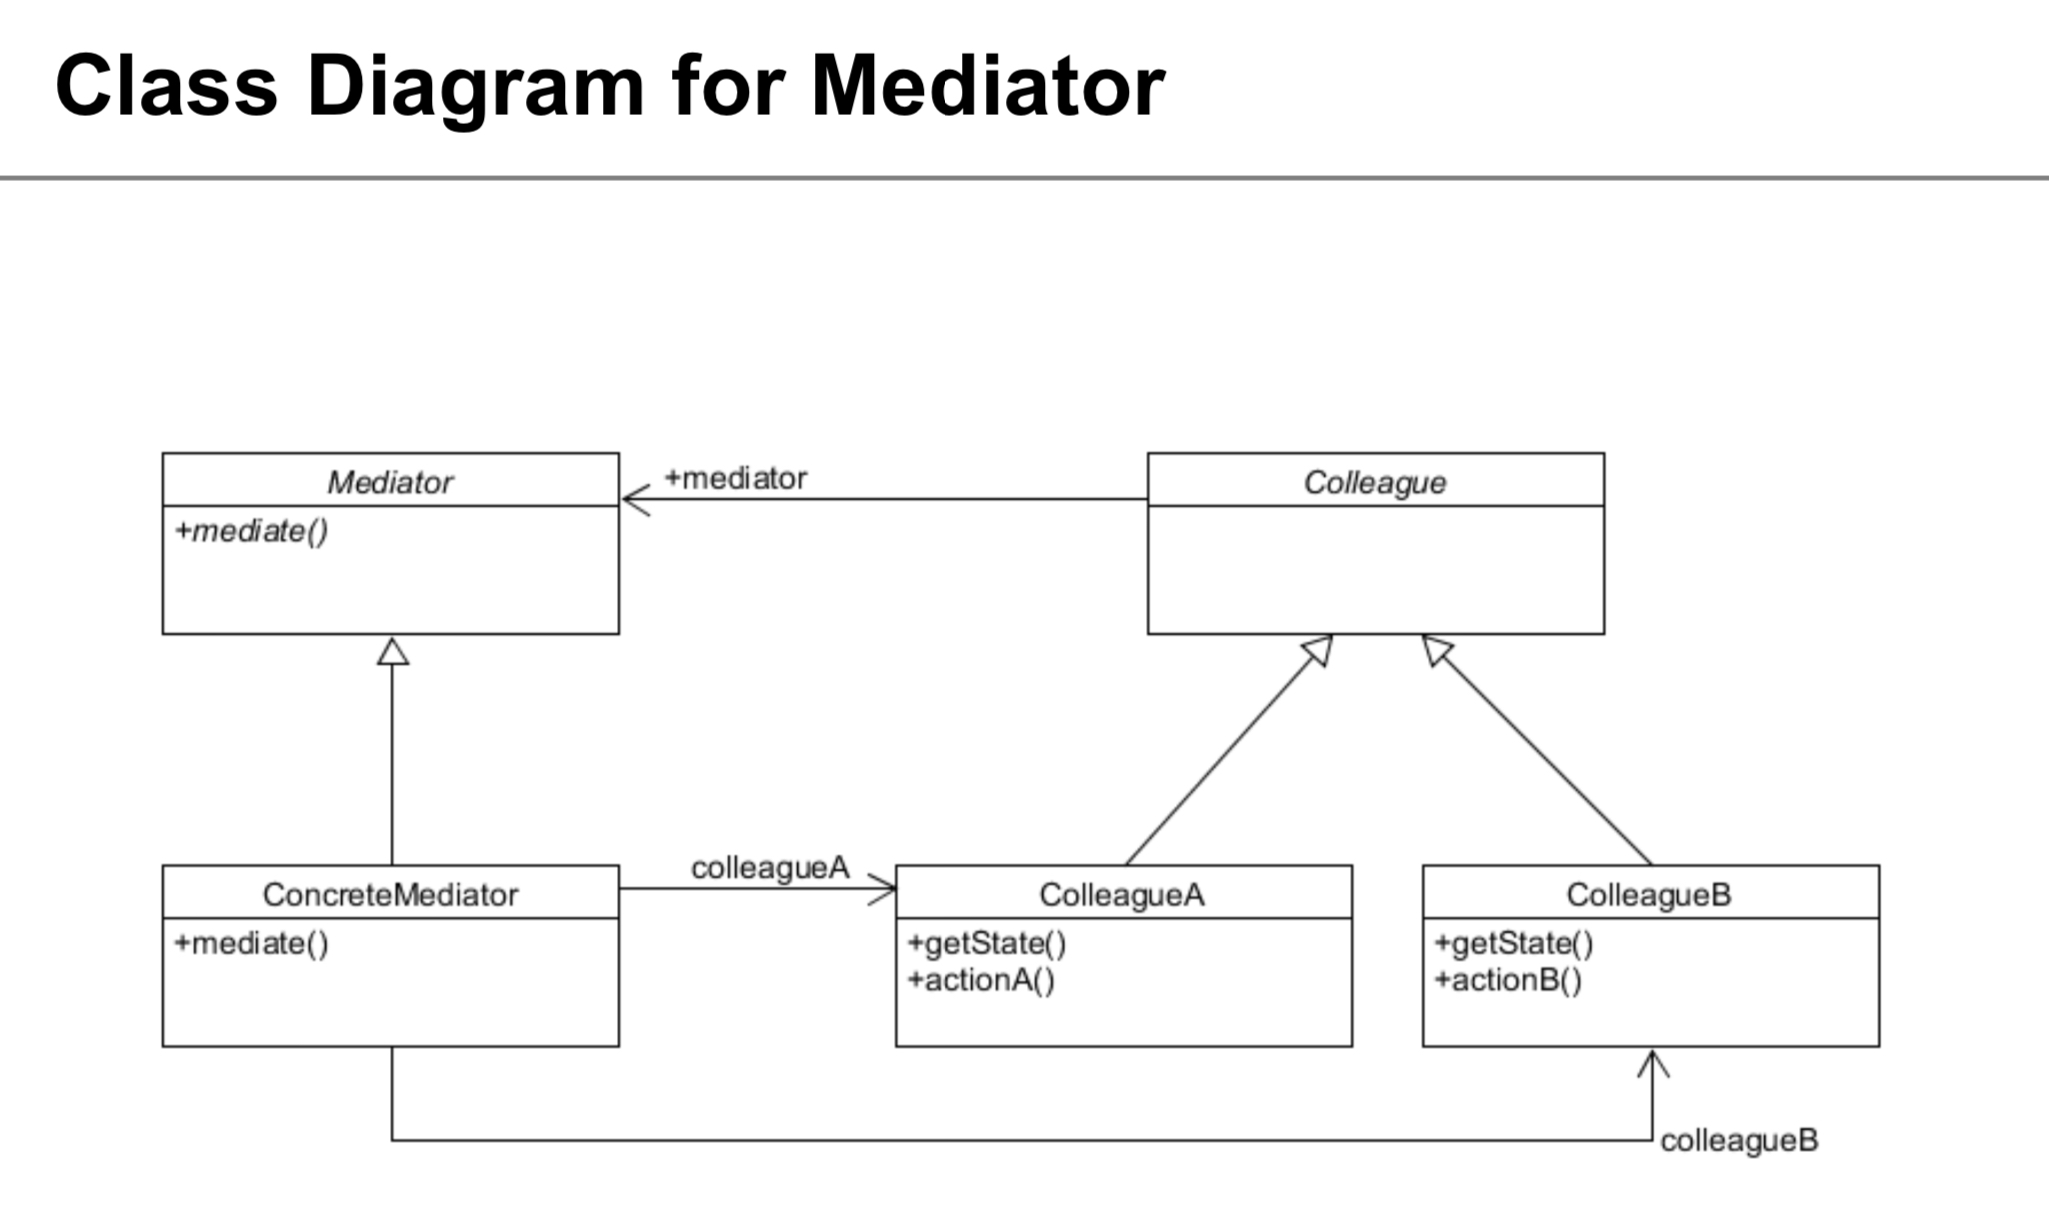 Class Diagram for Mediator
Mediator
+mediate()
+mediator
Colleague
ConcreteMediator
+mediate()
colleagueA
ColleagueA
+getState()
+actionA()
ColleagueB
+getState()
+actionB()
colleagueB